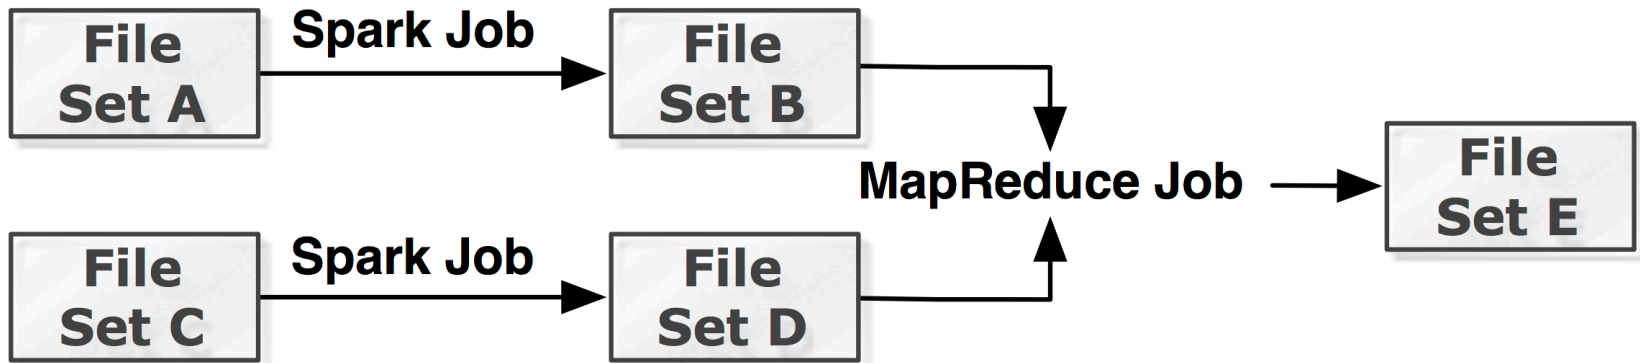 File
Set A
Spark Job
File
Set B
MapReduce Job
File
Set E
File
Set C
Spark Job
File
Set D